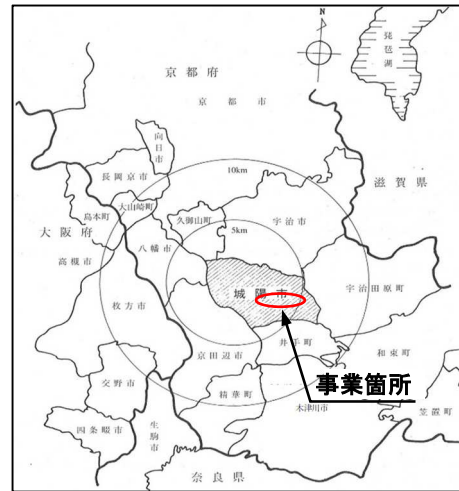 N
琵琶湖
京都府
京都市
向日市
長岡京市
10km
滋賀県
島本町
大山崎町
久御山町
宇治市
大阪府
八幡市
5km
高槻市
城陽市
宇治田原町
枚方市
井手町
京田辺市
和束町
交野市
精華町
事業箇所
木津川市
笠置町
四条畷市
生駒市
奈良県